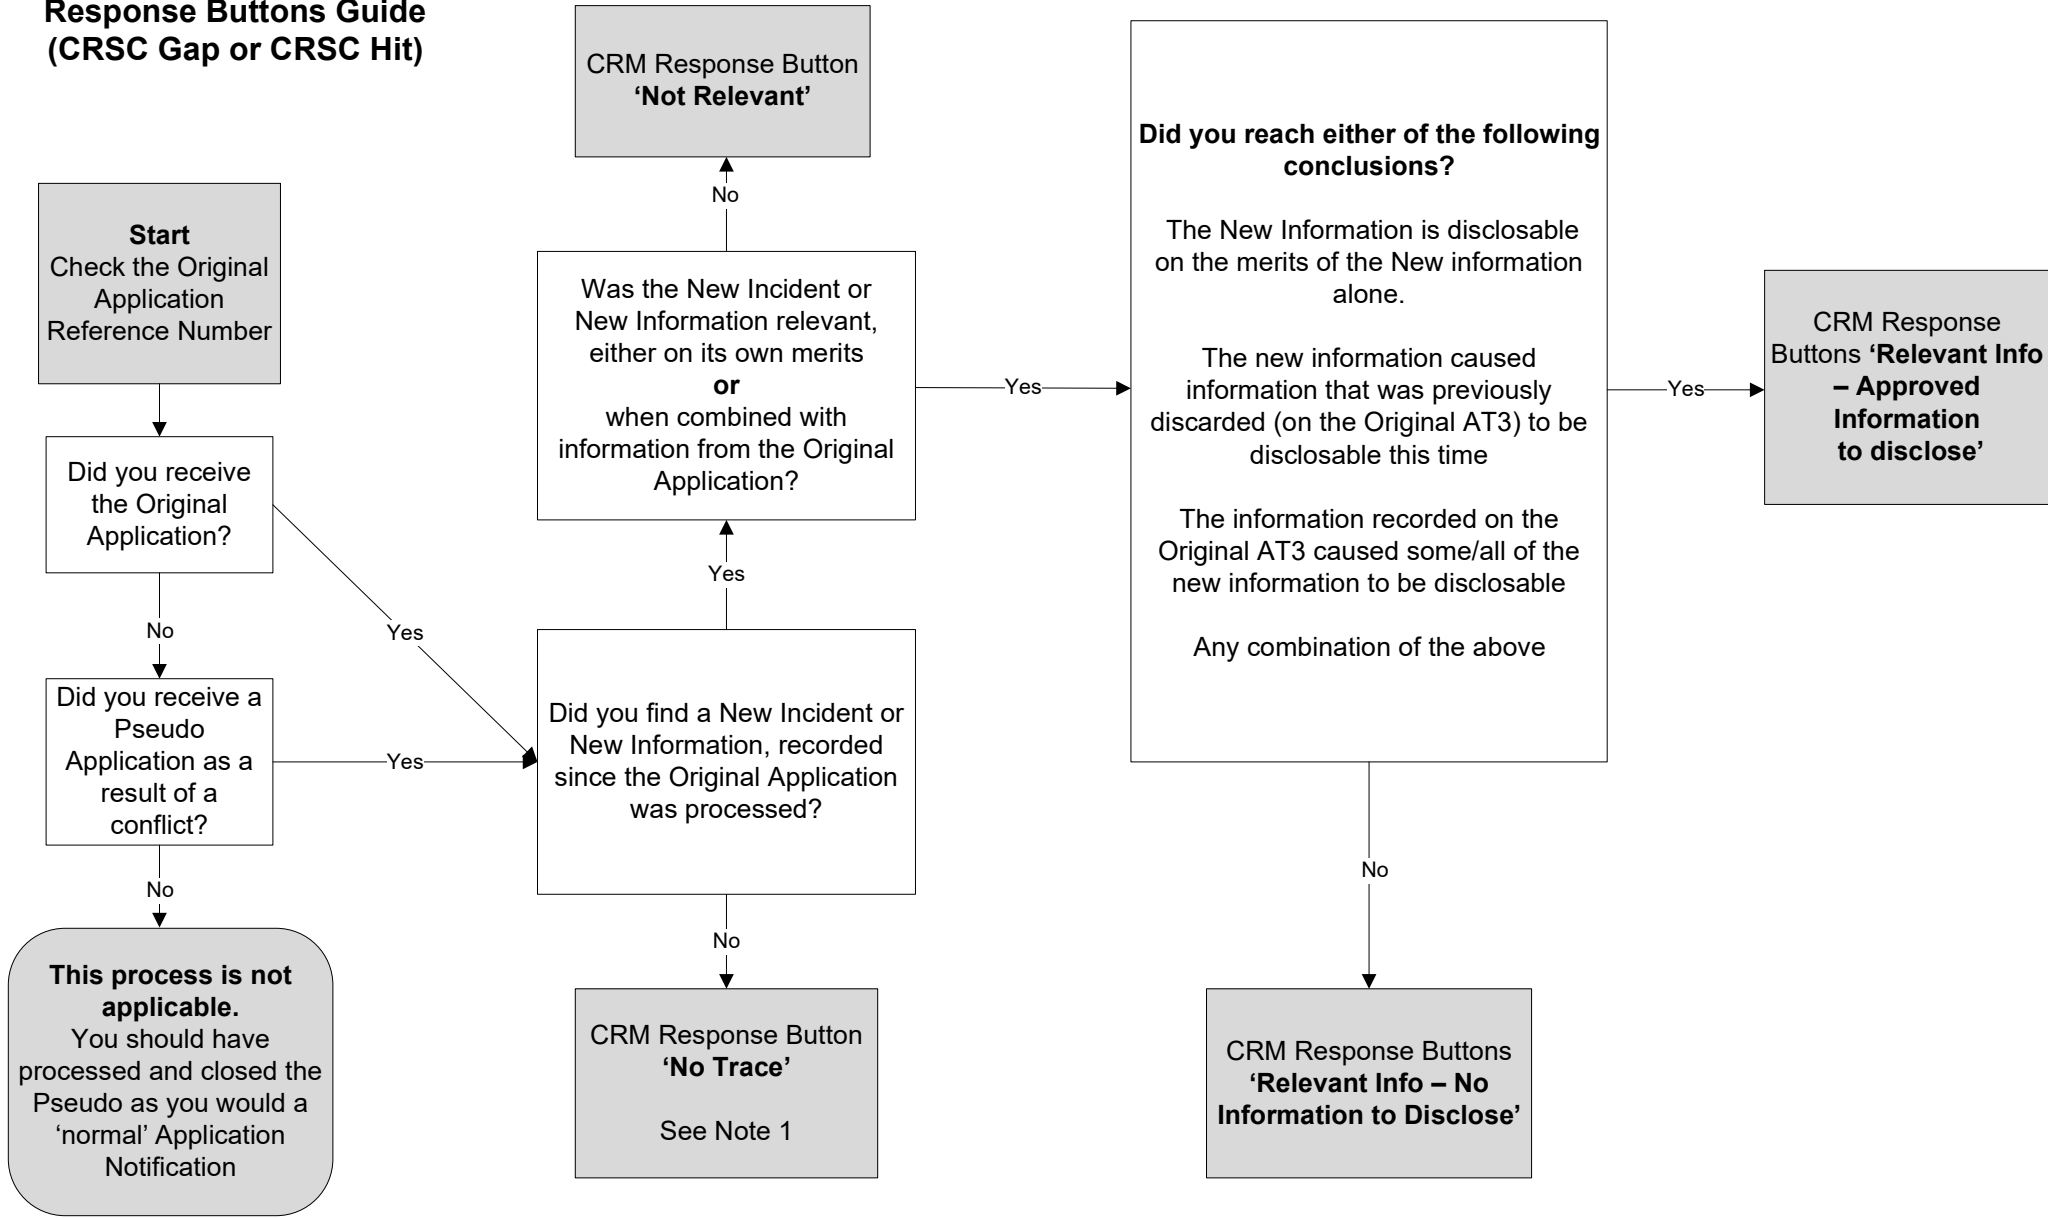 Response Buttons Guide
(CRSC Gap or CRSC Hit)
Start
Check the Original
Application
Reference Number
Did you receive
the Original
Application?
No
Yes
Did you receive a
Pseudo
Application as a
result of a
conflict?
Yes
No
This process is not
applicable.
You should have
processed and closed the
Pseudo as you would a
‘normal’ Application
Notification
CRM Response Button
‘Not Relevant’
No
Was the New Incident or
New Information relevant,
either on its own merits
or
when combined with
information from the Original
Application?
Yes
Yes
Did you find a New Incident or
New Information, recorded
since the Original Application
was processed?
No
CRM Response Button
‘No Trace’
See Note 1
Did you reach either of the following
conclusions?
The New Information is disclosable
on the merits of the New information
alone.
The new information caused
information that was previously
discarded (on the Original AT3) to be
disclosable this time
The information recorded on the
Original AT3 caused some/all of the
new information to be disclosable
Any combination of the above
Yes
No
CRM Response Buttons
‘Relevant Info – No
Information to Disclose’
CRM Response
Buttons ‘Relevant Info
– Approved
Information
to disclose’